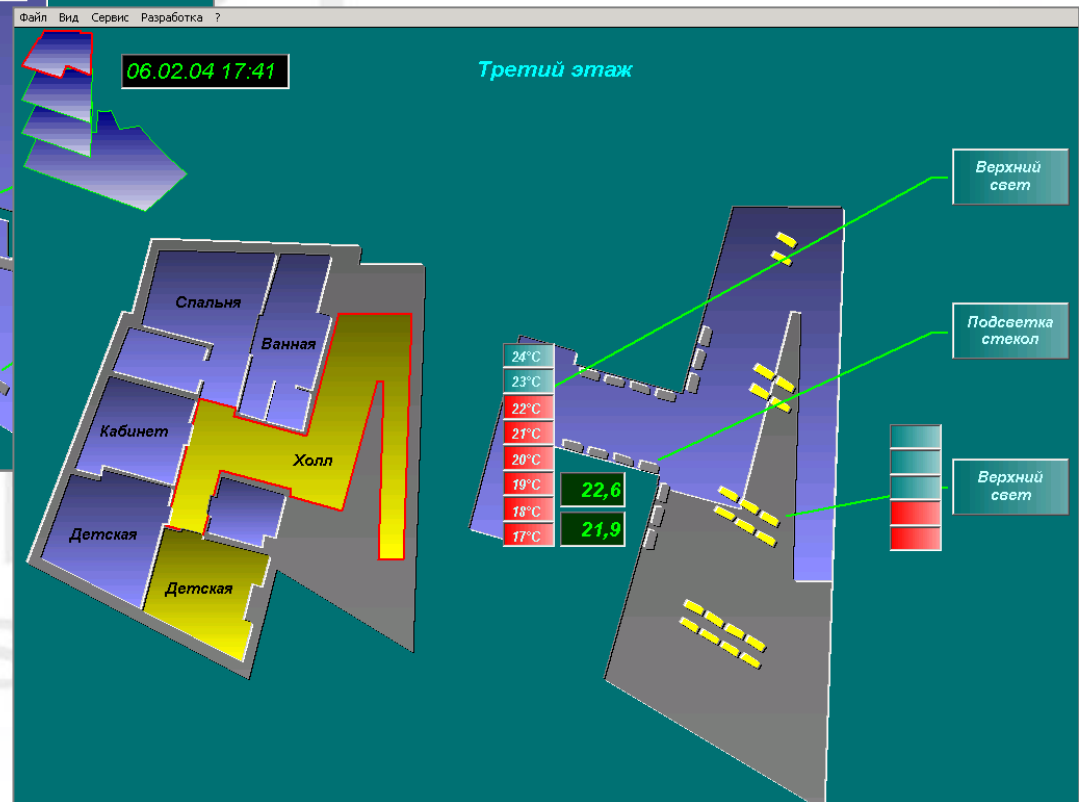 Файл Вид Сервис Разработка ?
06.02.04 17:41
Третий этаж
Верхний
свет
Спальня
Ванная
Подсветка
стекол
24°C
23°C
22°C
21°C
20°C
19°C
18°C
17°C
Кабинет
Холл
22,6
21,9
Верхний
свет
Детская
Детская